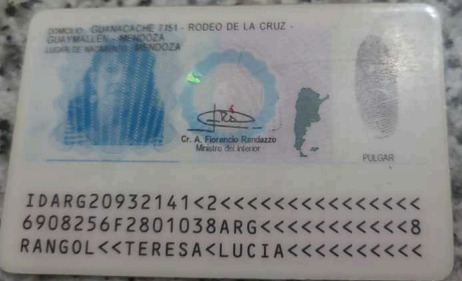 DOMICILIO: GUANACACHE 7751 - RODEO DE LA CRUZ -
GUAYMALLEN - MENDOZA
LUGAR DE NACIMIENTO: MENDOZA
Cr. A. Florencio Randazzo
Ministro del Interior
PULGAR
IDARG20932141<2<<<<<<<<<<<<<<<
6908256F2801038ARG<<<<<<<<<<<8
RANGOL<<TERESA<LUCIA<<<<<<<<<<